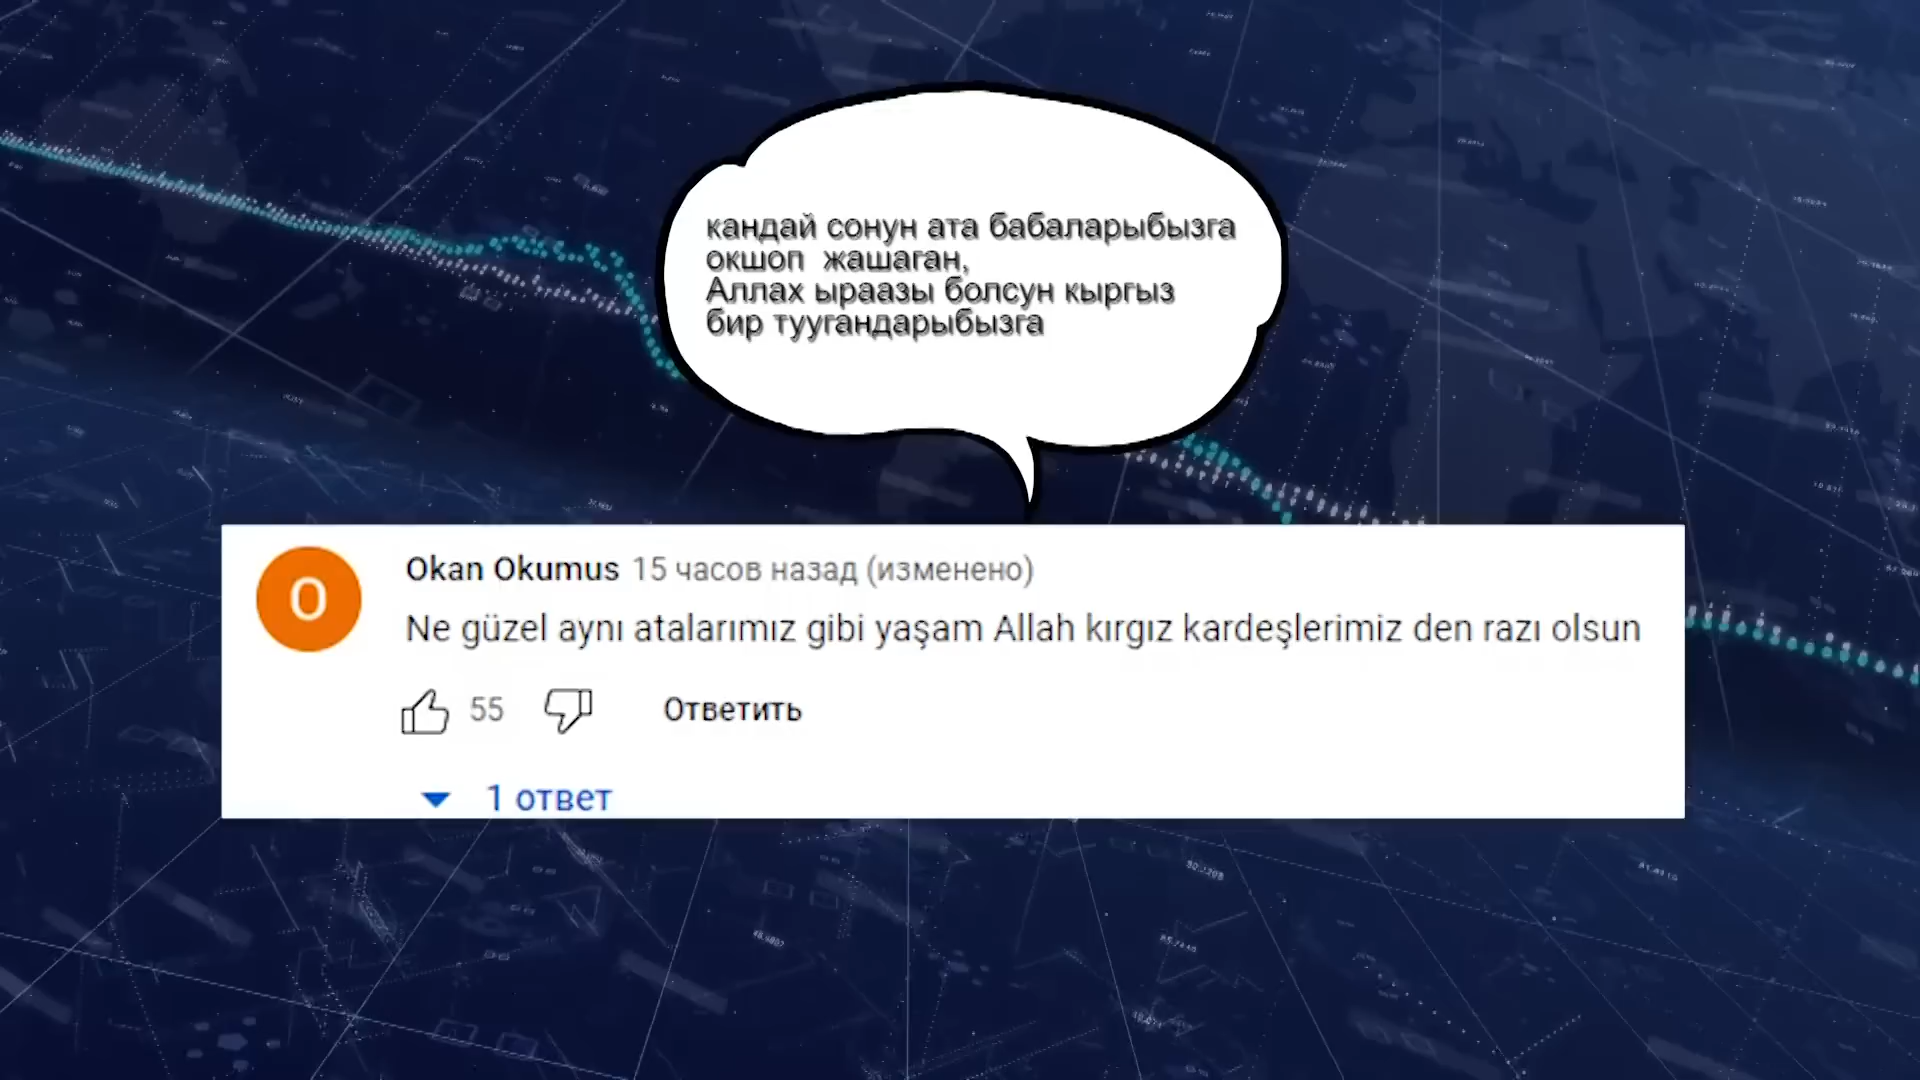 кандай сонун ата бабаларыбызга
окшоп жашаган,
Аллах ыраазы болсун кыргыз
бир туугандарыбызга
O
Okan Okumus 15 часов назад (изменено)
Ne güzel aynı atalarımız gibi yaşam Allah kırgız kardeşlerimiz den razı olsun
55 Ответить
1 ответ